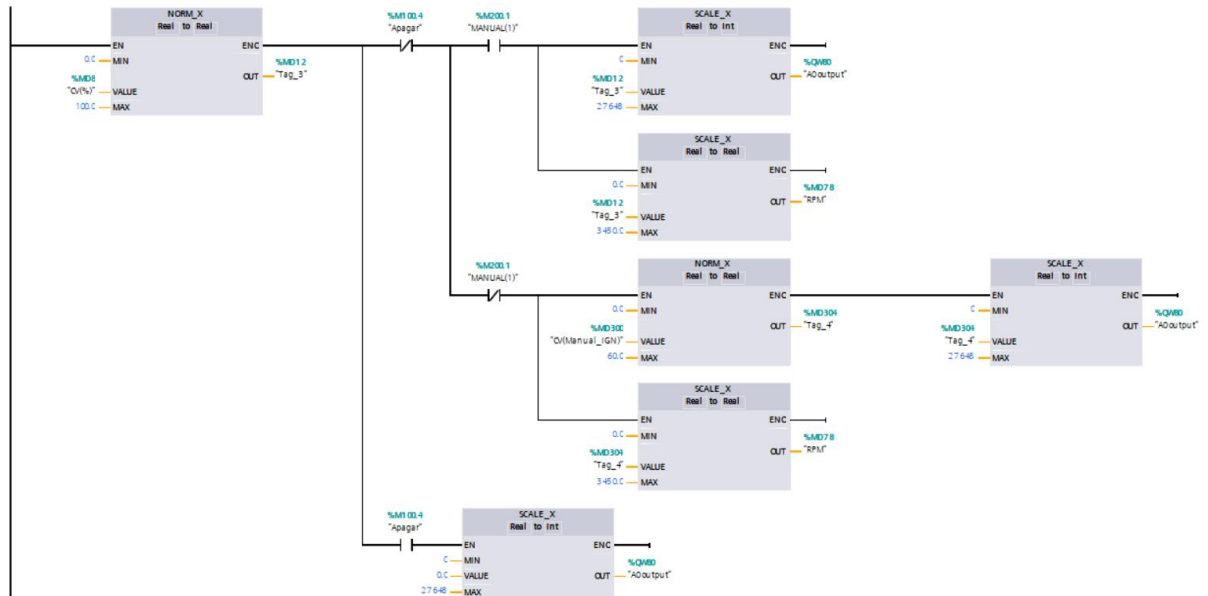 NORM_X
Real to Real
EN
ENO
0.0
MIN
%MD12
OUT
"Tag_3"
%MD8
"CV(%)"
VALUE
100.0
MAX
%M100.4
"Apagar"
%M200.1
"MANUAL(1)"
SCALE_X
Real to Int
EN
ENO
0
MIN
%QW80
OUT
"AOoutput"
%MD12
"Tag_3"
VALUE
27648
MAX
SCALE_X
Real to Real
EN
ENO
0.0
MIN
%MD78
OUT
"RPM"
%MD12
"Tag_3"
VALUE
3450.0
MAX
%M200.1
"MANUAL(1)"
NORM_X
Real to Real
EN
ENO
0.0
MIN
%MD304
OUT
"Tag_4"
%MD300
"CV(Manual_IGN)"
VALUE
60.0
MAX
SCALE_X
Real to Int
EN
ENO
0
MIN
%QW80
OUT
"AOoutput"
%MD304
"Tag_4"
VALUE
27648
MAX
SCALE_X
Real to Real
EN
ENO
0.0
MIN
%MD78
OUT
"RPM"
%MD304
"Tag_4"
VALUE
3450.0
MAX
%M100.4
"Apagar"
SCALE_X
Real to Int
EN
ENO
0
MIN
%QW80
0.0
VALUE
OUT
"AOoutput"
27648
MAX